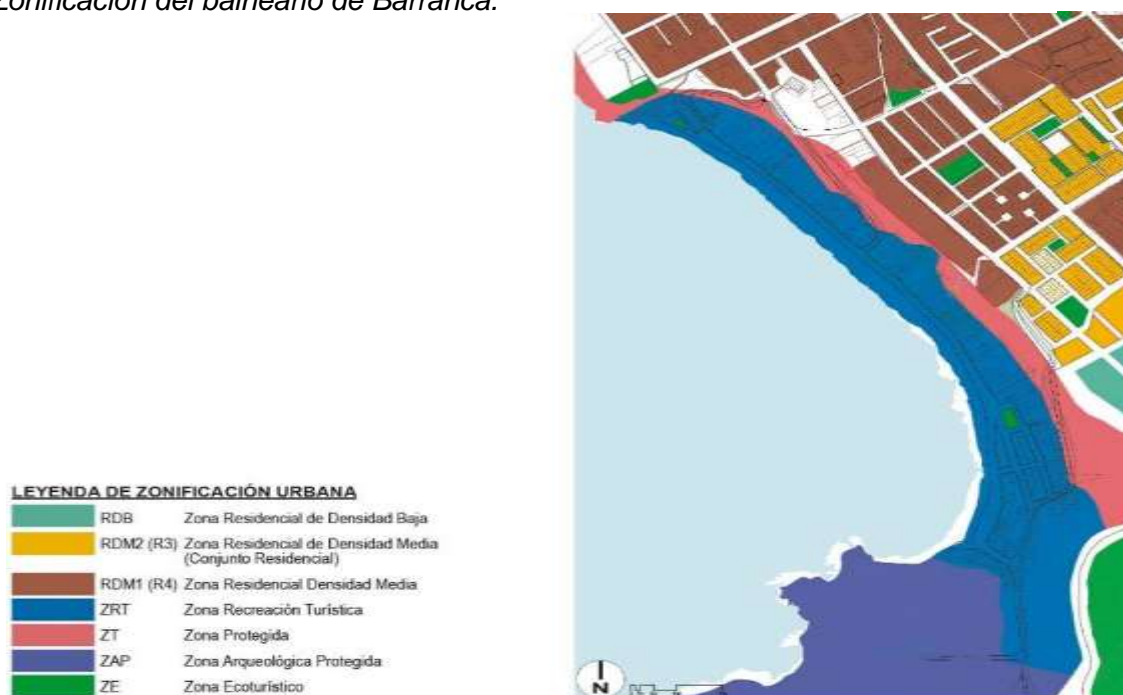 Zonificación del balneario de Barranca.
LEYENDA DE ZONIFICACIÓN URBANA
RDB Zona Residencial de Densidad Baja
RDM2 (R3) Zona Residencial de Densidad Media
(Conjunto Residencial)
RDM1 (R4) Zona Residencial Densidad Media
ZRT Zona Recreación Turística
ZT Zona Protegida
ZAP Zona Arqueológica Protegida
ZE Zona Ecoturístico
N